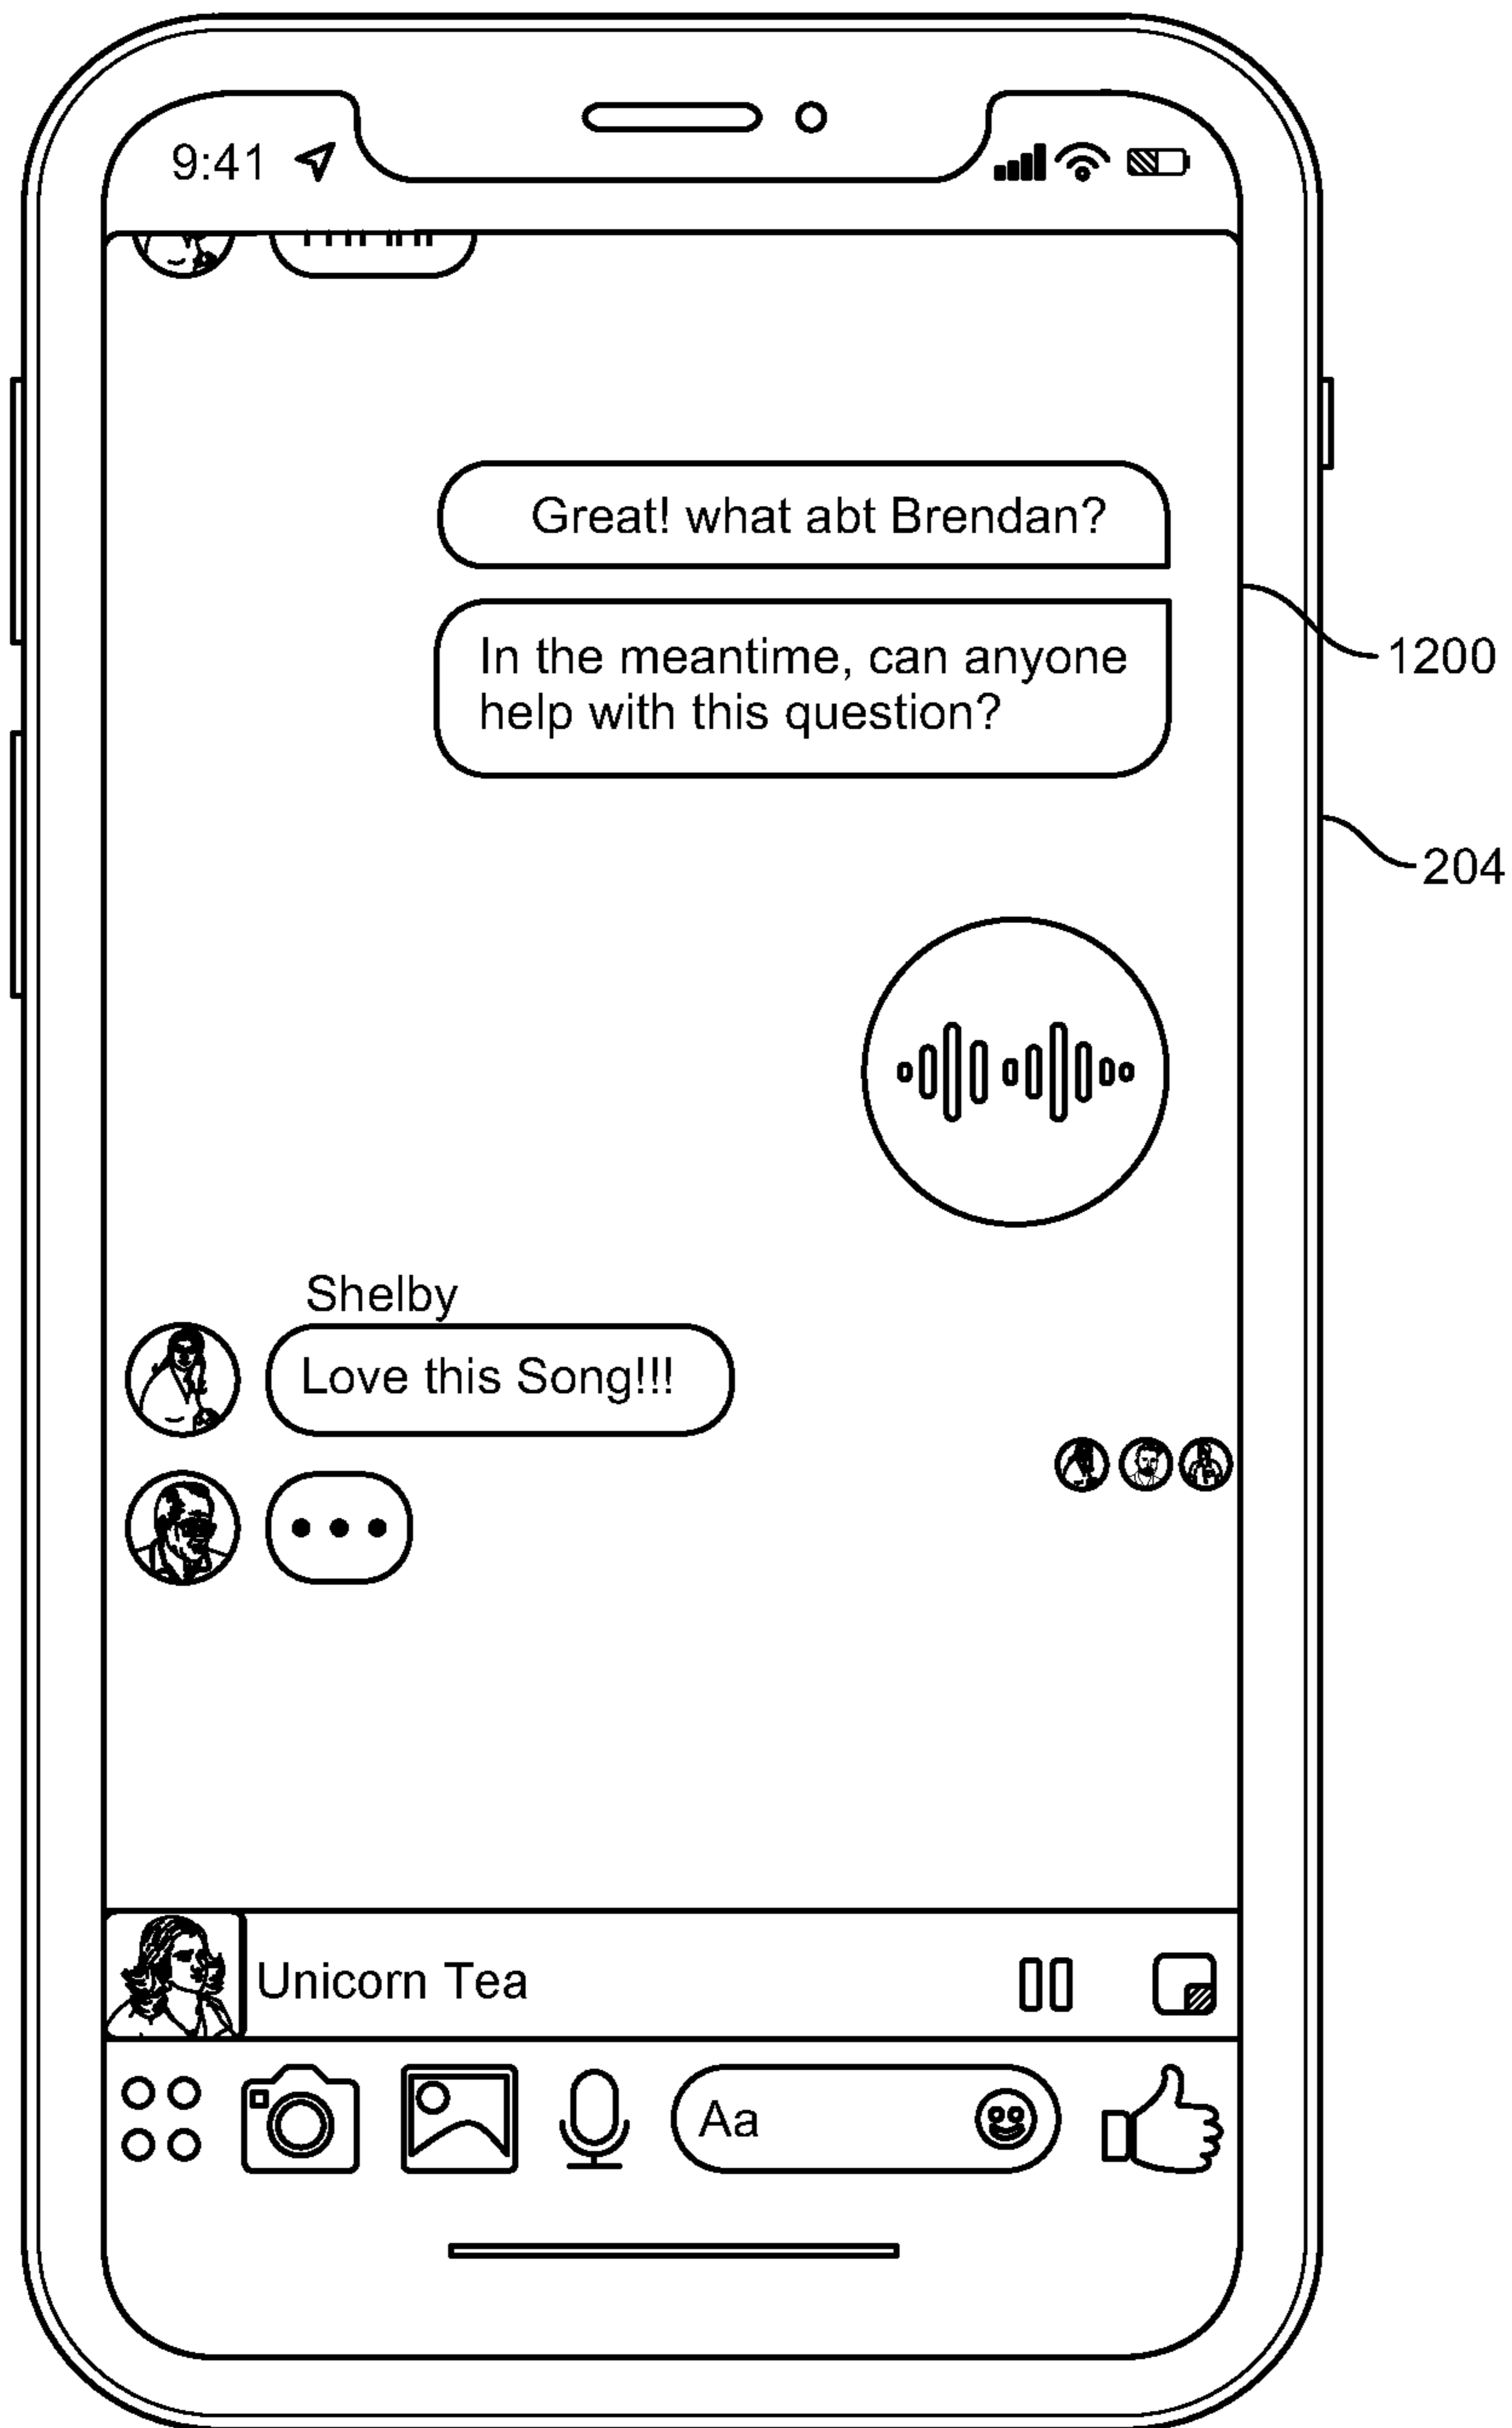 9:41
Great! what abt Brendan?
In the meantime, can anyone
help with this question?
1200
204
Shelby
Love this Song!!!
Unicorn Tea
Aa